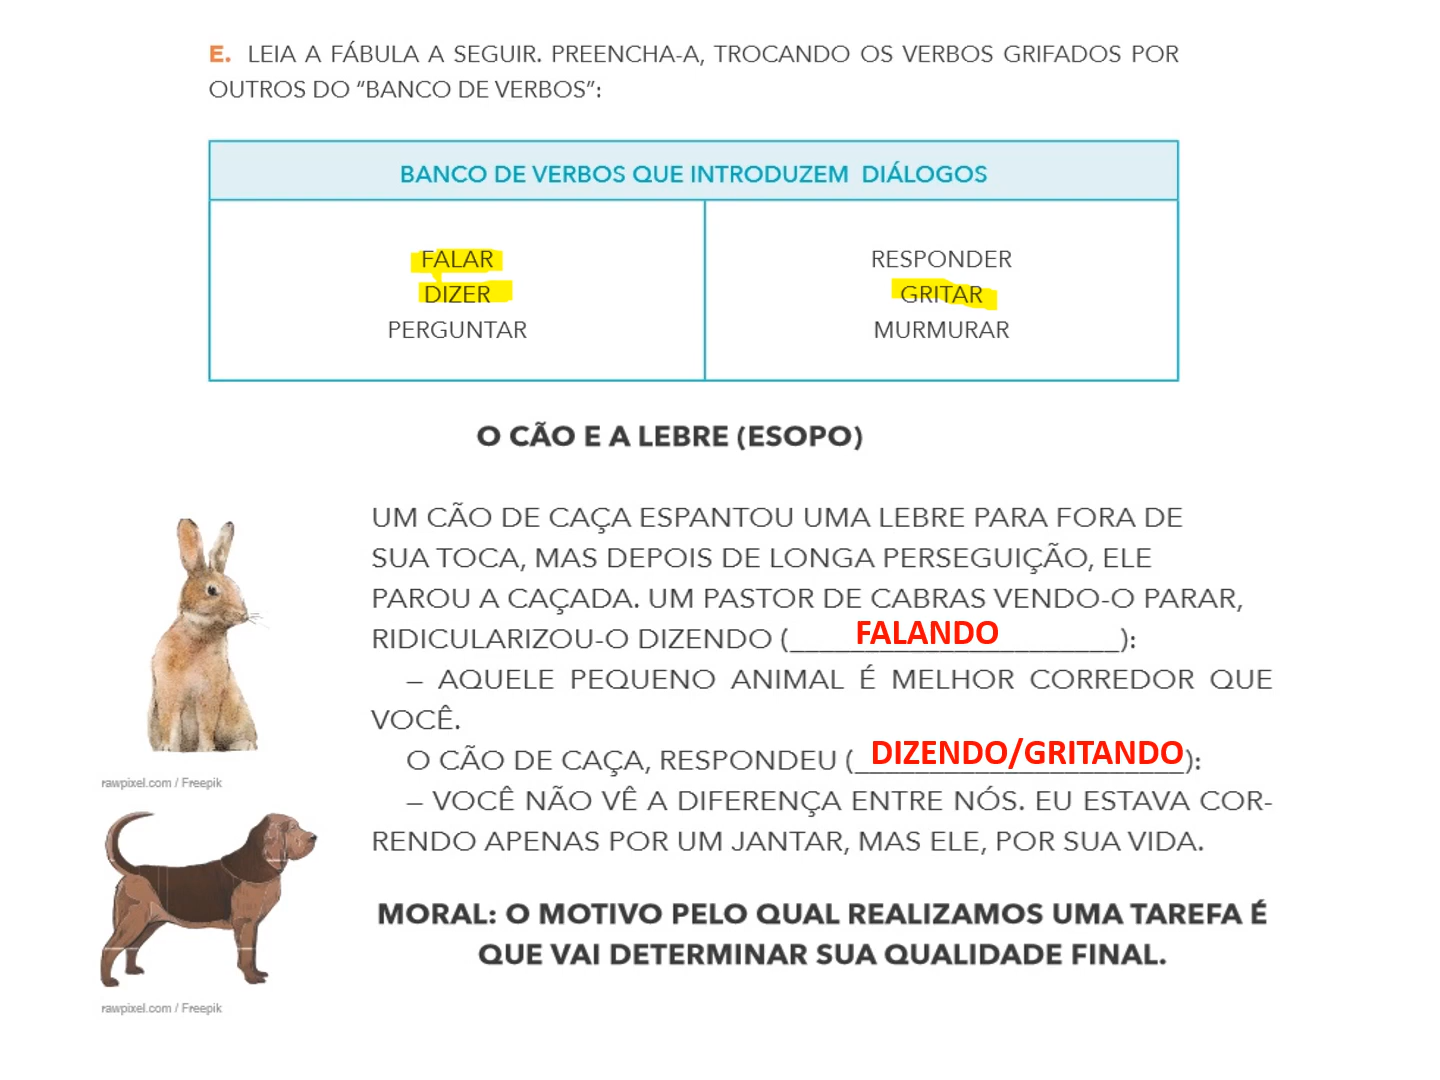 E. LEIA A FÁBULA A SEGUIR. PREENCHA-A, TROCANDO OS VERBOS GRIFADOS POR
OUTROS DO “BANCO DE VERBOS”:
BANCO DE VERBOS QUE INTRODUZEM DIÁLOGOS
FALAR
DIZER
PERGUNTAR
RESPONDER
GRITAR
MURMURAR
O CÃO E A LEBRE (ESOPO)
UM CÃO DE CAÇA ESPANTOU UMA LEBRE PARA FORA DE
SUA TOCA, MAS DEPOIS DE LONGA PERSEGUIÇÃO, ELE
PAROU A CAÇADA. UM PASTOR DE CABRAS VENDO-O PARAR,
RIDICULARIZOU-O DIZENDO (FALANDO):
– AQUELE PEQUENO ANIMAL É MELHOR CORREDOR QUE
VOCÊ.
O CÃO DE CAÇA, RESPONDEU (DIZENDO/GRITANDO):
– VOCÊ NÃO VÊ A DIFERENÇA ENTRE NÓS. EU ESTAVA COR-
RENDO APENAS POR UM JANTAR, MAS ELE, POR SUA VIDA.
MORAL: O MOTIVO PELO QUAL REALIZAMOS UMA TAREFA É
QUE VAI DETERMINAR SUA QUALIDADE FINAL.
rawpixel.com / Freepik
rawpixel.com / Freepik